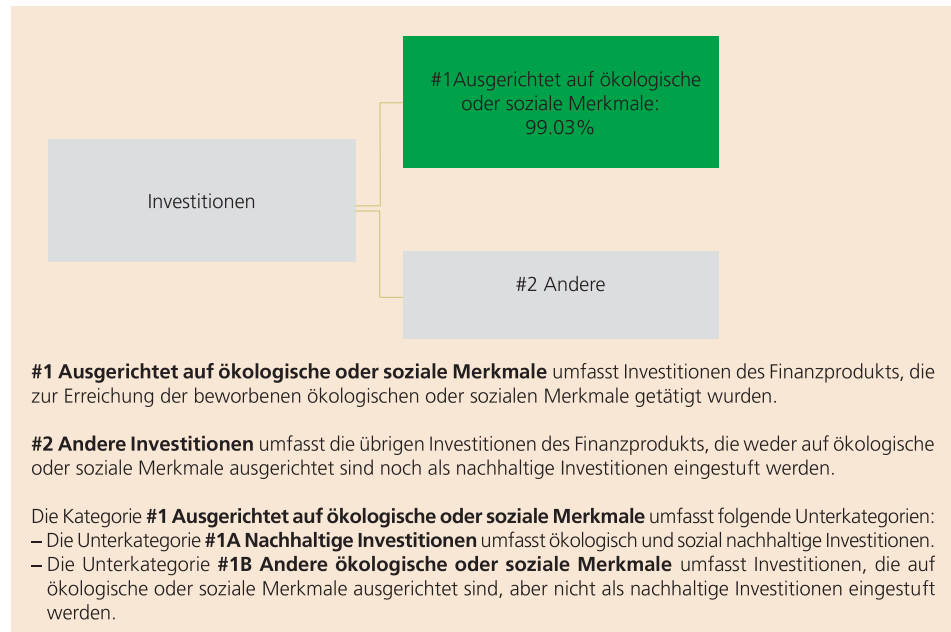 #1Ausgerichtet auf ökologische
oder soziale Merkmale:
99.03%
Investitionen
#2 Andere
#1 Ausgerichtet auf ökologische oder soziale Merkmale umfasst Investitionen des Finanzprodukts, die
zur Erreichung der beworbenen ökologischen oder sozialen Merkmale getätigt wurden.
#2 Andere Investitionen umfasst die übrigen Investitionen des Finanzprodukts, die weder auf ökologische
oder soziale Merkmale ausgerichtet sind noch als nachhaltige Investitionen eingestuft werden.
Die Kategorie #1 Ausgerichtet auf ökologische oder soziale Merkmale umfasst folgende Unterkategorien:
– Die Unterkategorie #1A Nachhaltige Investitionen umfasst ökologisch und sozial nachhaltige Investitionen.
– Die Unterkategorie #1B Andere ökologische oder soziale Merkmale umfasst Investitionen, die auf
ökologische oder soziale Merkmale ausgerichtet sind, aber nicht als nachhaltige Investitionen eingestuft
werden.